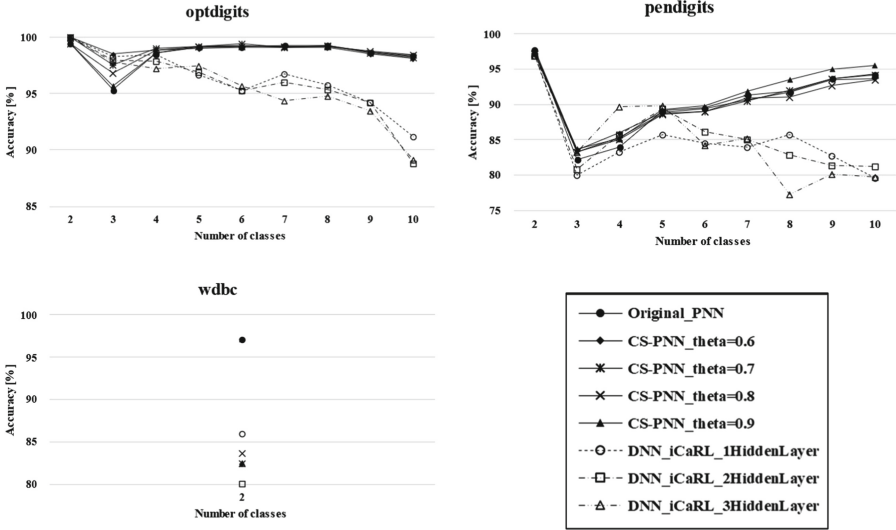 optdigits
100
95
90
85
Accuracy [%]
2 3 4 5 6 7 8 9 10
Number of classes
pendigits
100
95
90
85
80
75
Accuracy [%]
2 3 4 5 6 7 8 9 10
Number of classes
wdbc
100
95
90
85
80
Accuracy [%]
2
Number of classes
Original_PNN
CS-PNN_theta=0.6
CS-PNN_theta=0.7
CS-PNN_theta=0.8
CS-PNN_theta=0.9
DNN_iCaRL_1HiddenLayer
DNN_iCaRL_2HiddenLayer
DNN_iCaRL_3HiddenLayer